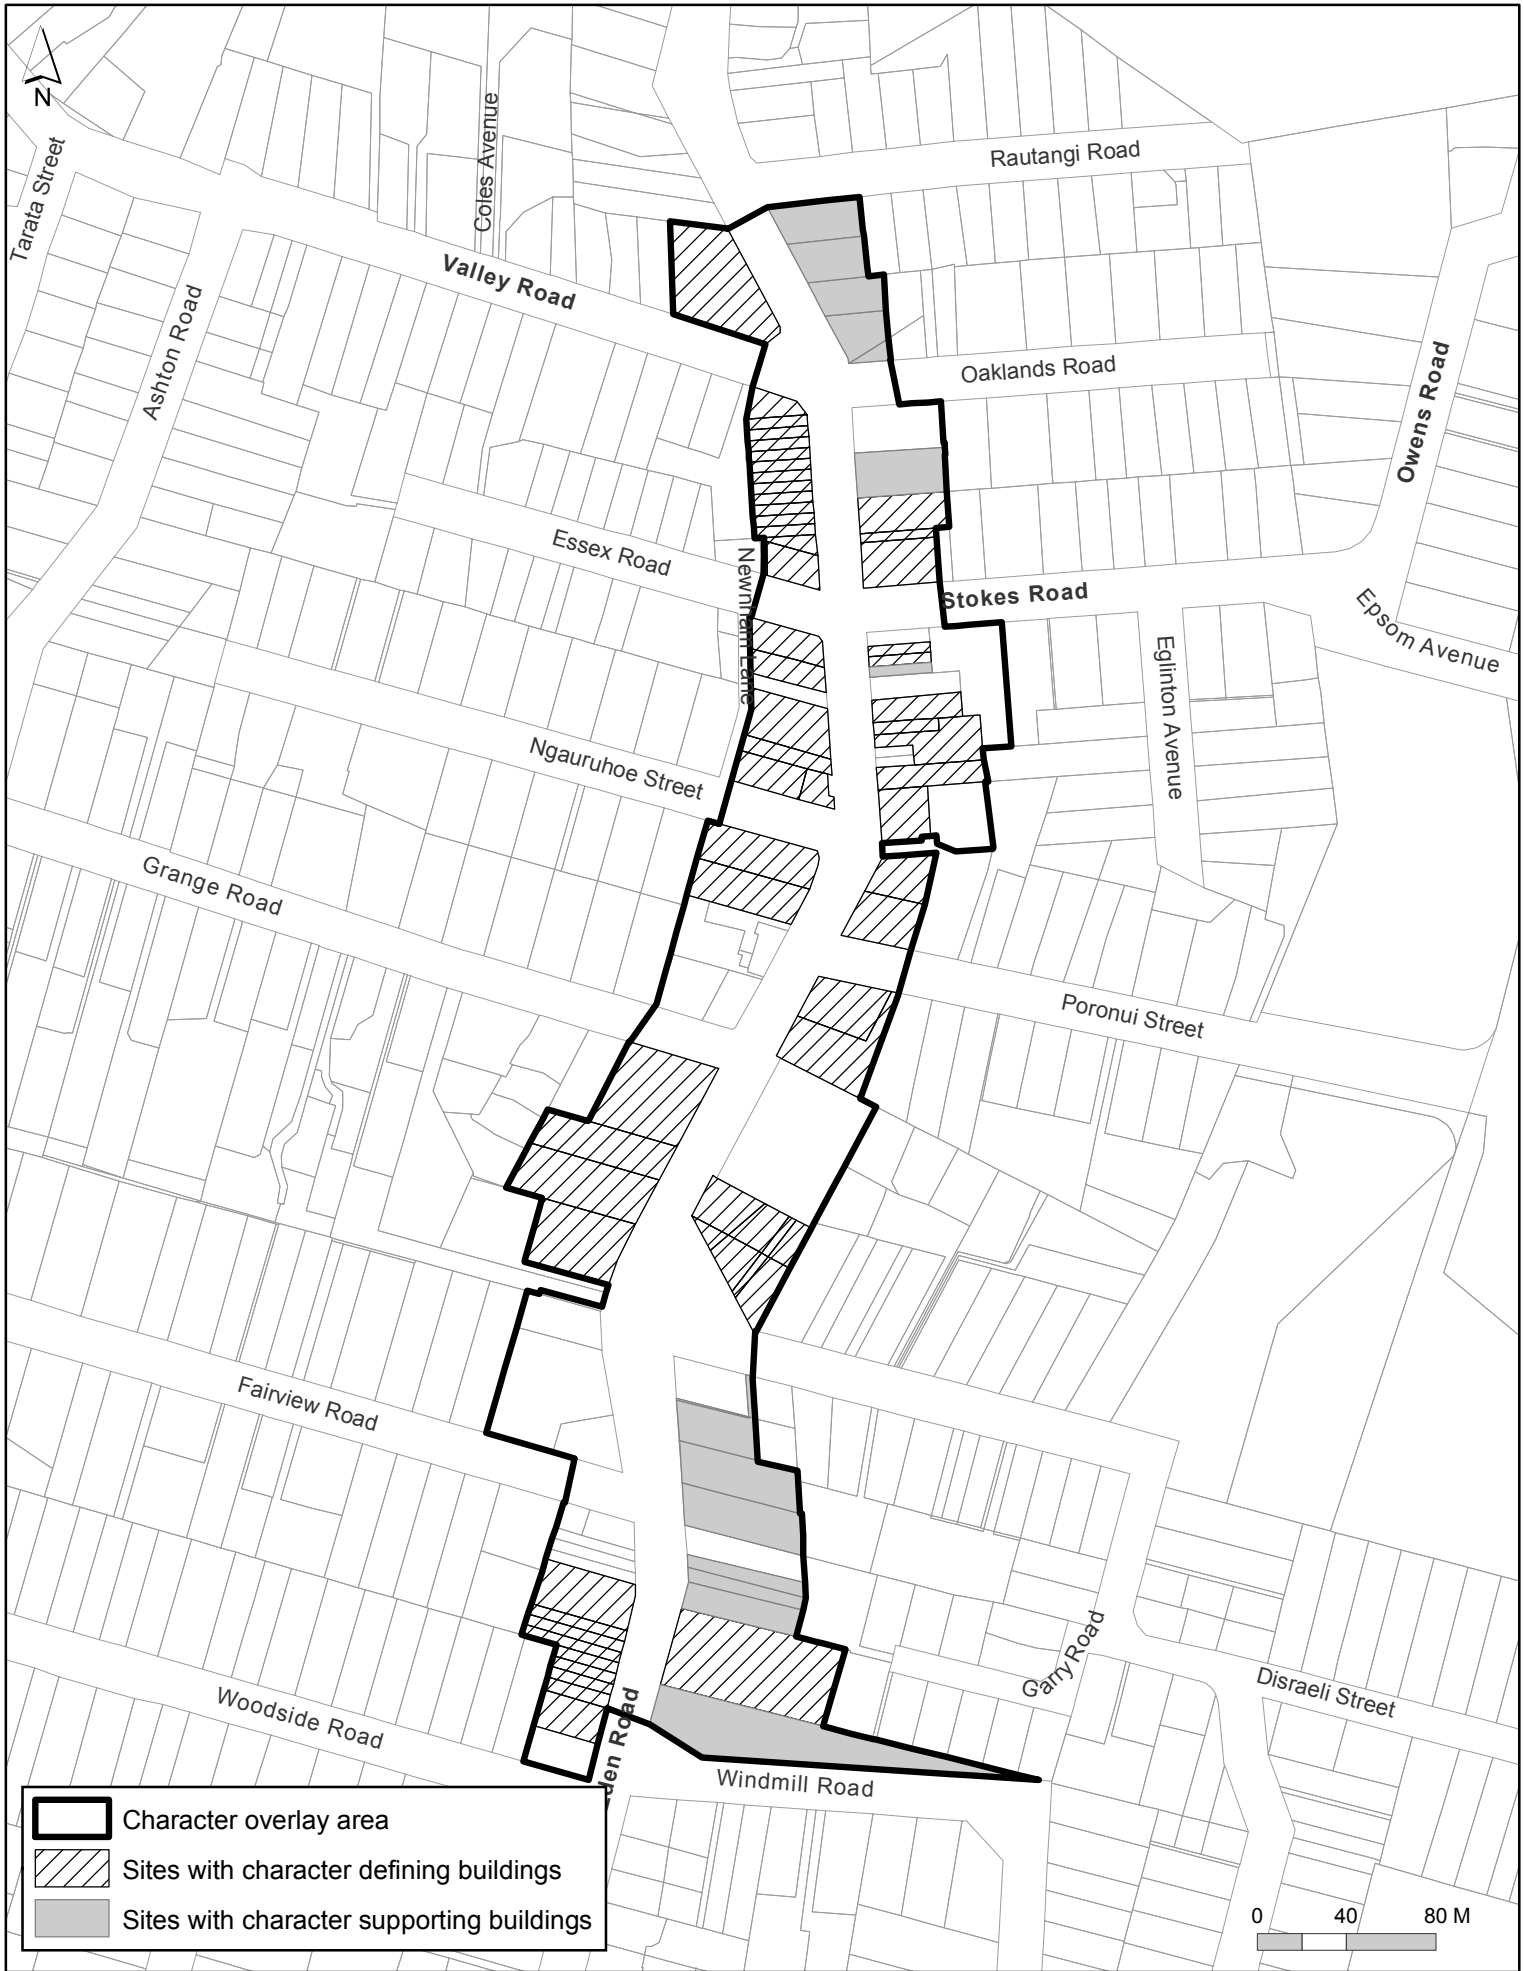 N
Tarata Street
Coles Avenue
Rautangi Road
Valley Road
Ashton Road
Oaklands Road
Owens Road
Essex Road
Newnham Lane
Stokes Road
Epsom Avenue
Eglinton Avenue
Ngauruhoe Street
Grange Road
Poronui Street
Fairview Road
Garry Road
Disraeli Street
Woodside Road
den Road
Windmill Road
Character overlay area
Sites with character defining buildings
Sites with character supporting buildings
0 40 80 M